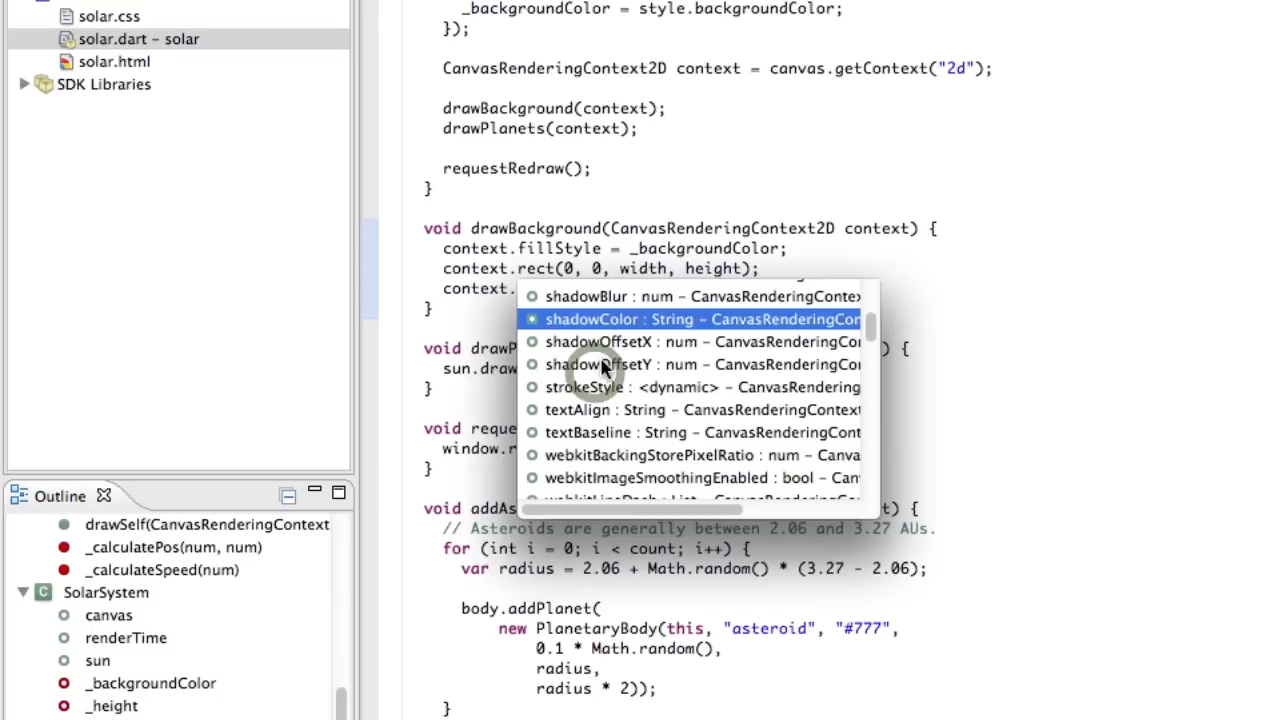 solar.css
solar.dart – solar
solar.html
SDK Libraries
_backgroundColor = style.backgroundColor;
});
CanvasRenderingContext2D context = canvas.getContext("2d");
drawBackground(context);
drawPlanets(context);
requestRedraw();
}
void drawBackground(CanvasRenderingContext2D context) {
context.fillStyle = _backgroundColor;
context.rect(0, 0, width, height);
context.
}
shadowBlur : num – CanvasRenderingContex
shadowColor : String – CanvasRenderingCon
shadowOffsetX : num – CanvasRenderingCo
shadowOffsetY : num – CanvasRenderingCo
strokeStyle : <dynamic> – CanvasRendering
textAlign : String – CanvasRenderingContext
textBaseline : String – CanvasRenderingCont
webkitBackingStorePixelRatio : num – Canva
webkitImageSmoothingEnabled : bool – Can
void drawP
) {
sun.draw
}
void reque
window.r
}
void addAs
t) {
// Asteroids are generally between 2.06 and 3.27 AUs.
for (int i = 0; i < count; i++) {
var radius = 2.06 + Math.random() * (3.27 - 2.06);
body.addPlanet(
new PlanetaryBody(this, "asteroid", "#777",
0.1 * Math.random(),
radius,
radius * 2));
}
Outline
drawSelf(CanvasRenderingContext
_calculatePos(num, num)
_calculateSpeed(num)
C SolarSystem
canvas
renderTime
sun
_backgroundColor
_height